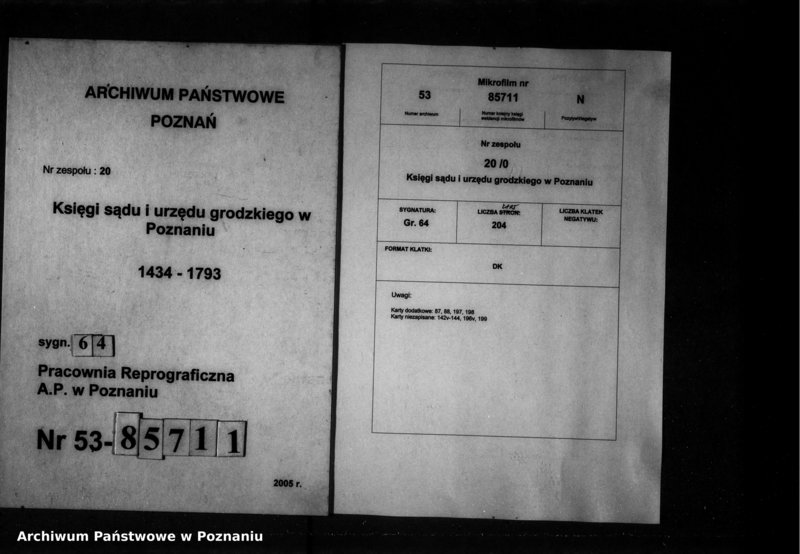 ARCHIWUM PAŃSTWOWE
POZNAŃ
Nr zespołu : 20
Księgi sądu i urzędu grodzkiego w
Poznaniu
1434 - 1793
sygn. 64
Pracownia Reprograficzna
A.P. w Poznaniu
Nr 53-85711
2005 r.
Mikrofilm nr
53 85711 N
Numer archiwum
Numer kolejny księgi
ewidencji mikrofilmów
Pozytyw/Negatyw
Nr zespołu
20 /0
Księgi sądu i urzędu grodzkiego w Poznaniu
SYGNATURA:
Gr. 64
kart
LICZBA STRON:
204
LICZBA KLATEK
NEGATYWU:
FORMAT KLATKI:
DK
Uwagi:
Karty dodatkowe: 87, 88, 197, 198
Karty niezapisane: 142v-144, 196v, 199
Archiwum Państwowe w Poznaniu